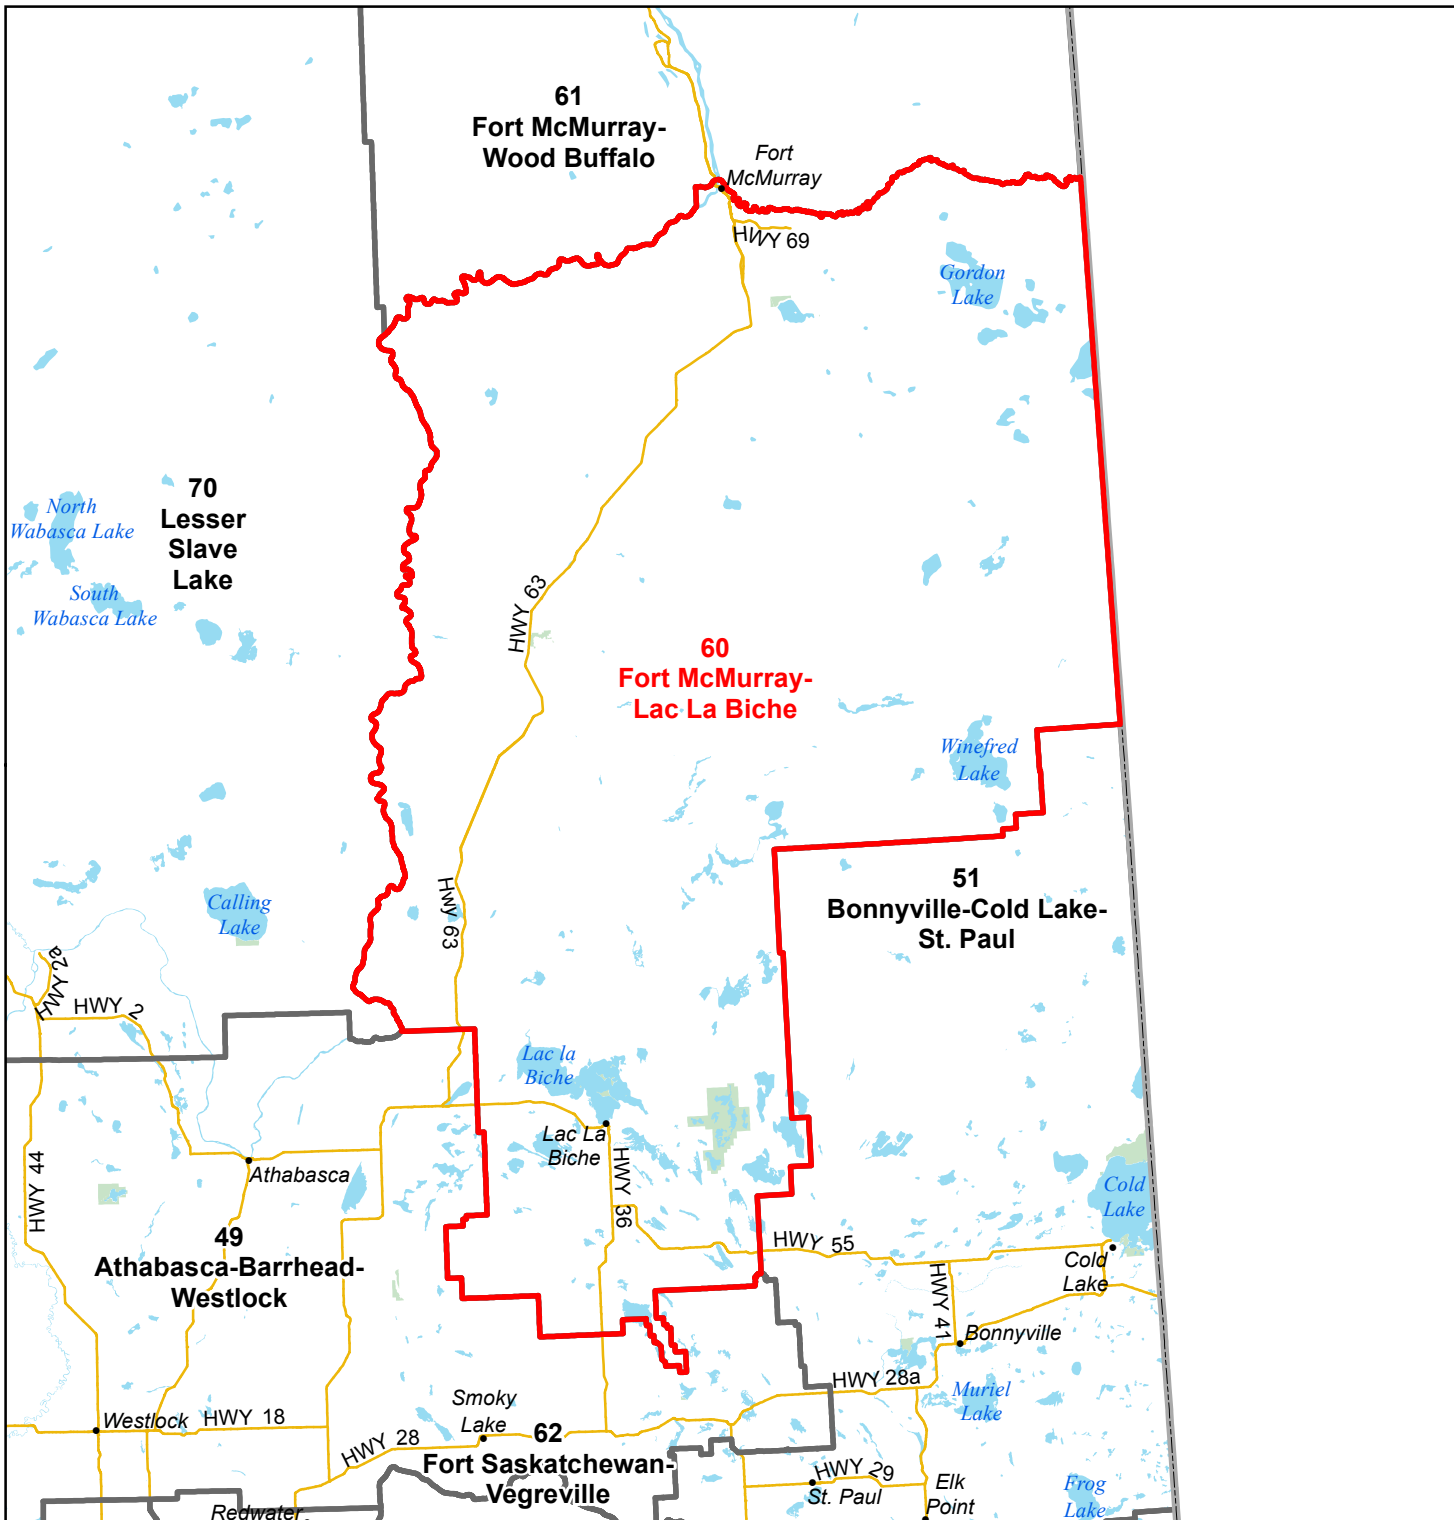 61
Fort McMurray-
Wood Buffalo
Fort
McMurray
HWY 69
Gordon
Lake
70
Lesser
Slave
Lake
North
Wabasca Lake
South
Wabasca Lake
HWY 63
60
Fort McMurray-
Lac La Biche
Winefred
Lake
51
Bonnyville-Cold Lake-
St. Paul
Calling
Lake
Hwy 63
HWY 2a
HWY 2
Lac la
Biche
Lac La
Biche
HWY 36
Athabasca
HWY 44
49
Athabasca-Barrhead-
Westlock
Cold
Lake
HWY 55
Cold
Lake
HWY 41
Bonnyville
HWY 28a
Muriel
Lake
Westlock
HWY 18
Smoky
Lake
HWY 28
62
Fort Saskatchewan-
Vegreville
HWY 29
St. Paul
Elk
Point
Frog
Lake
Redwater